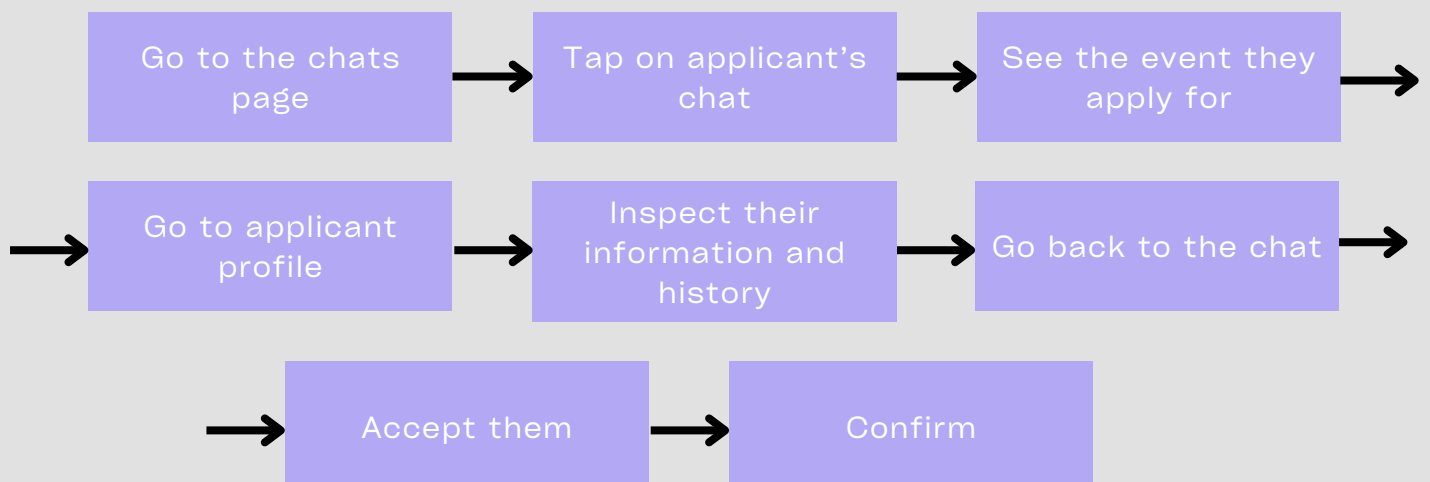 Go to the chats
page
Tap on applicant’s
chat
See the event they
apply for
Go to applicant
profile
Inspect their
information and
history
Go back to the chat
Accept them
Confirm